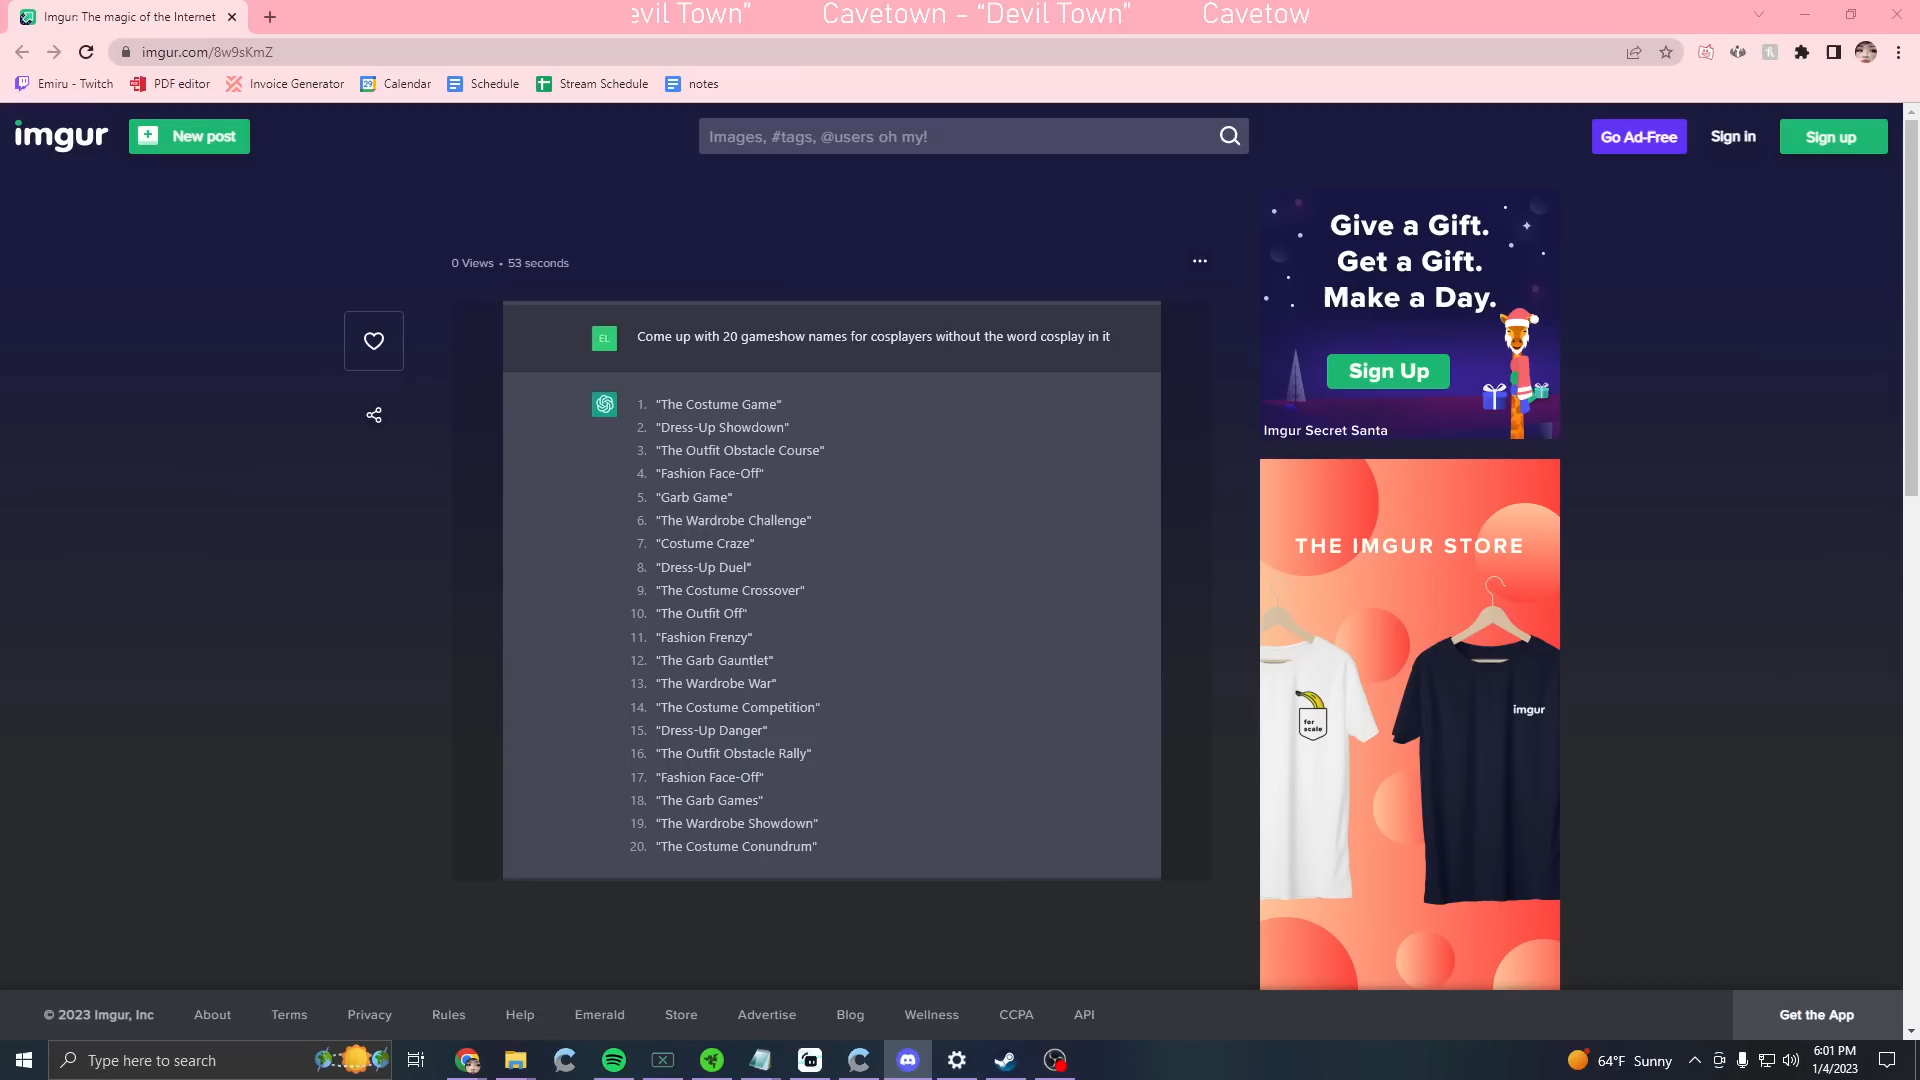 Imgur: The magic of the Internet
evil Town" Cavetown - "Devil Town" Cavetow
imgur.com/8w9sKmZ
Emiru - Twitch PDF editor Invoice Generator 29 Calendar Schedule Stream Schedule notes
imgur New post Images, #tags, @users oh my! Go Ad-Free Sign in Sign up
0 Views • 53 seconds
EL Come up with 20 gameshow names for cosplayers without the word cosplay in it
1. "The Costume Game"
2. "Dress-Up Showdown"
3. "The Outfit Obstacle Course"
4. "Fashion Face-Off"
5. "Garb Game"
6. "The Wardrobe Challenge"
7. "Costume Craze"
8. "Dress-Up Duel"
9. "The Costume Crossover"
10. "The Outfit Off"
11. "Fashion Frenzy"
12. "The Garb Gauntlet"
13. "The Wardrobe War"
14. "The Costume Competition"
15. "Dress-Up Danger"
16. "The Outfit Obstacle Rally"
17. "Fashion Face-Off"
18. "The Garb Games"
19. "The Wardrobe Showdown"
20. "The Costume Conundrum"
Give a Gift.
Get a Gift.
Make a Day.
Sign Up
Imgur Secret Santa
THE IMGUR STORE
for
scale
imgur
© 2023 Imgur, Inc About Terms Privacy Rules Help Emerald Store Advertise Blog Wellness CCPA API Get the App
Type here to search
64°F Sunny
6:01 PM
1/4/2023